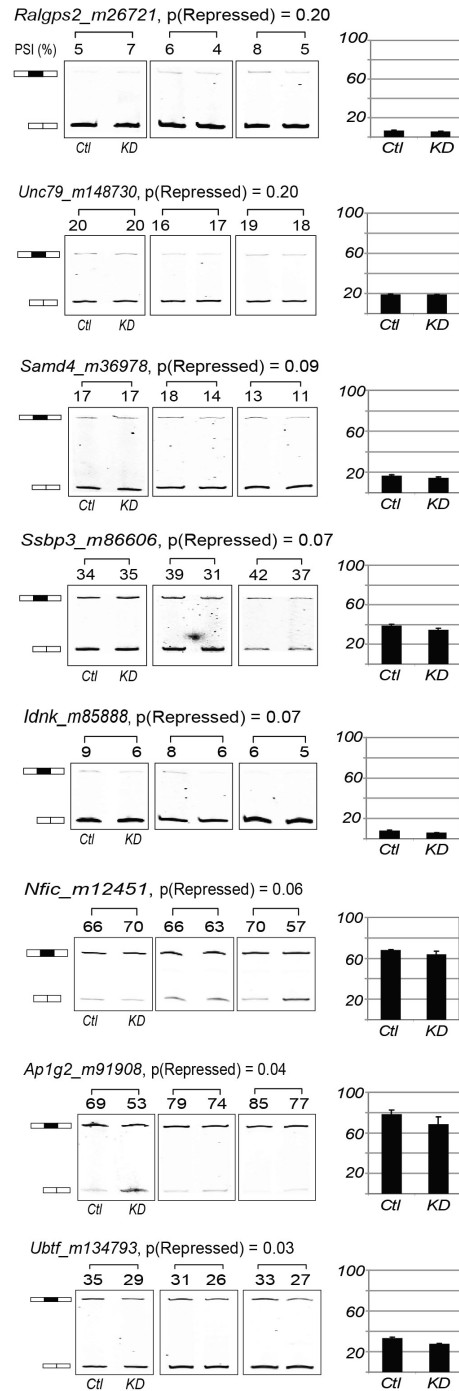 Ralgps2_m26721, p(Repressed) = 0.20
PSI (%) 5 7 6 4 8 5
Ctl KD
100
60
20
Ctl KD
Unc79_m148730, p(Repressed) = 0.20
20 20 16 17 19 18
Ctl KD
100
60
20
Ctl KD
Samd4_m36978, p(Repressed) = 0.09
17 17 18 14 13 11
Ctl KD
100
60
20
Ctl KD
Ssbp3_m86606, p(Repressed) = 0.07
34 35 39 31 42 37
Ctl KD
100
60
20
Ctl KD
Idnk_m85888, p(Repressed) = 0.07
9 6 8 6 6 5
Ctl KD
100
60
20
Ctl KD
Nfic_m12451, p(Repressed) = 0.06
66 70 66 63 70 57
Ctl KD
100
60
20
Ctl KD
Ap1g2_m91908, p(Repressed) = 0.04
69 53 79 74 85 77
Ctl KD
100
60
20
Ctl KD
Ubtf_m134793, p(Repressed) = 0.03
35 29 31 26 33 27
Ctl KD
100
60
20
Ctl KD